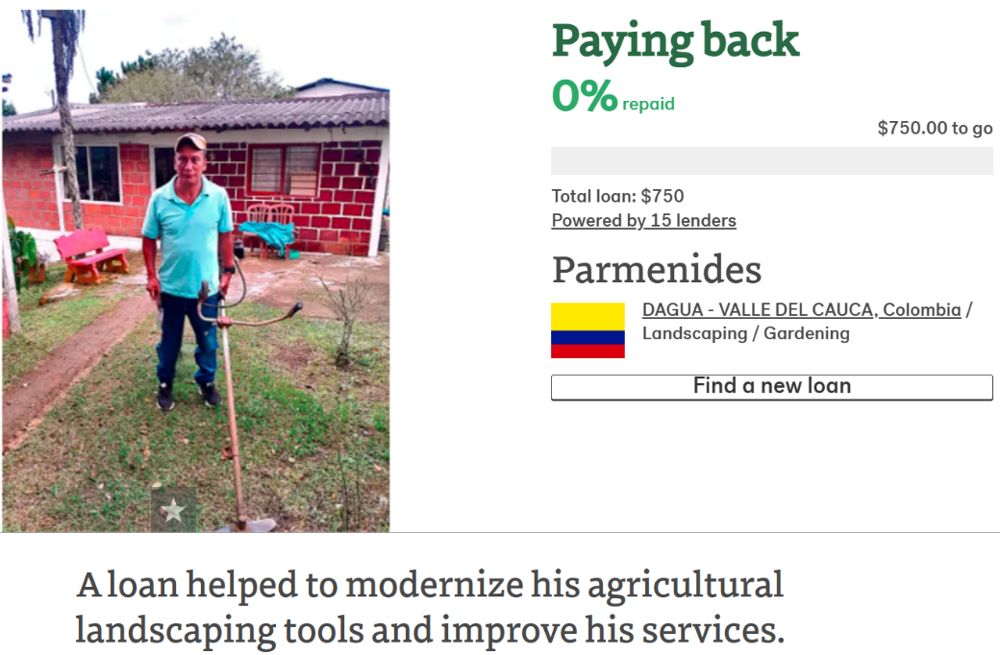 Paying back
0% repaid
$750.00 to go
Total loan: $750
Powered by 15 lenders
Parmenides
DAGUA - VALLE DEL CAUCA, Colombia /
Landscaping / Gardening
Find a new loan
A loan helped to modernize his agricultural
landscaping tools and improve his services.